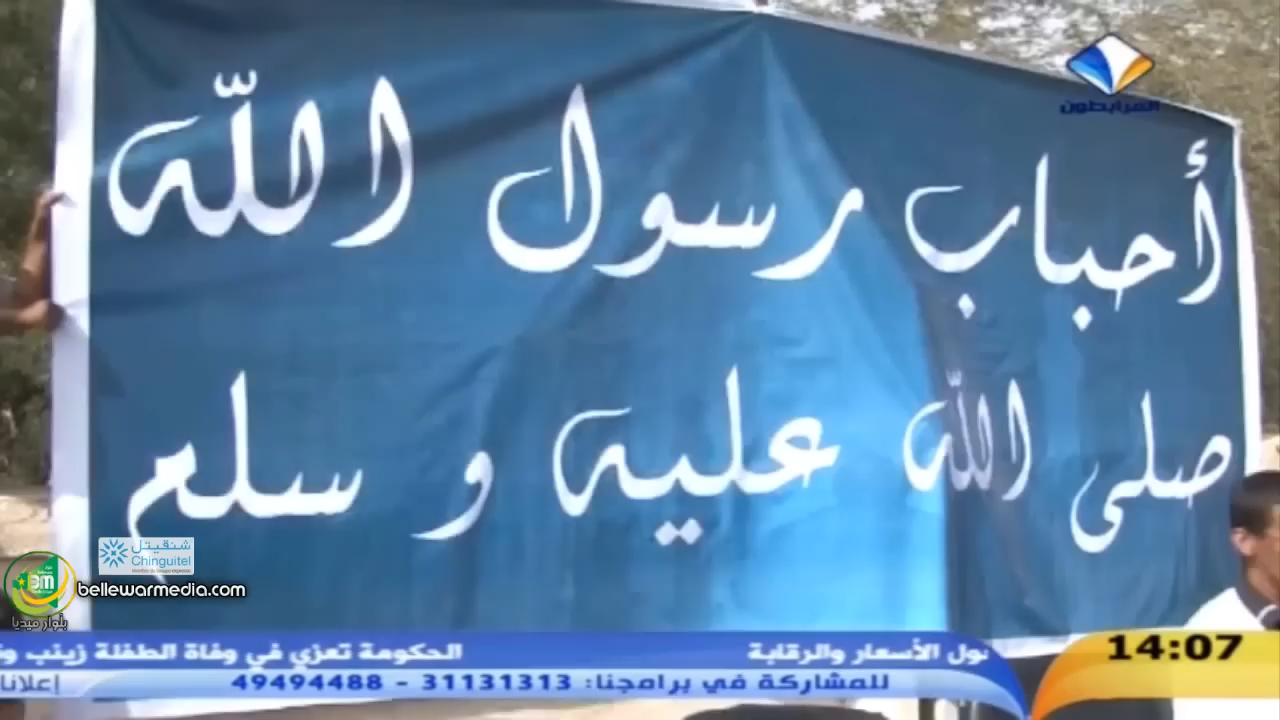 المرابطون
أحباب رسول الله
صلى الله عليه و سلم
شنقيتل
Chinguitel
bellewarmedia.com
بلوار ميديا
الأسعار والرقابة
الحكومة تعزي في وفاة الطفلة زينب
14:07
للمشاركة في برامجنا: 31131313 - 49494488